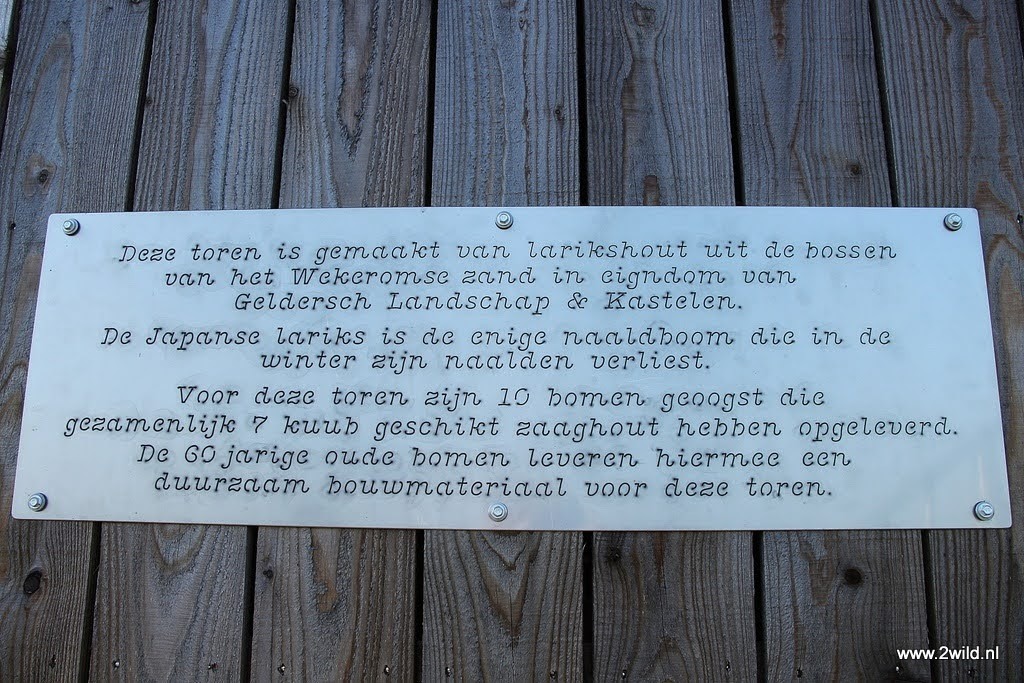 Deze toren is gemaakt van larikshout uit de bossen
van het Wekeromse zand in eigndom van
Geldersch Landschap & Kastelen.
De Japanse lariks is de enige naaldboom die in de
winter zijn naalden verliest.
Voor deze toren zijn 10 bomen geoogst die
gezamenlijk 7 kuub geschikt zaaghout hebben opgeleverd.
De 60 jarige oude bomen leveren hiermee een
duurzaam bouwmateriaal voor deze toren.
www.2wild.nl